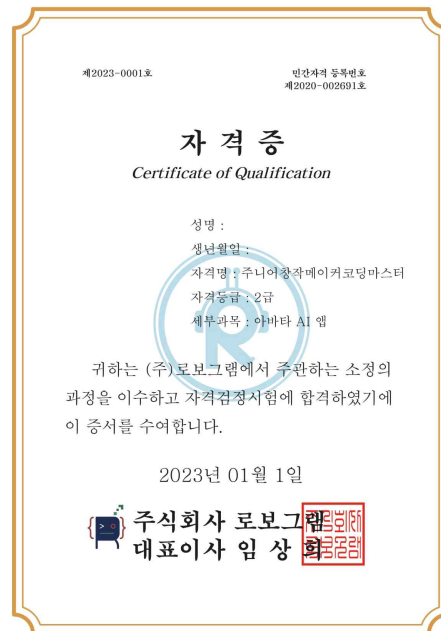 제2023-0001호
민간자격 등록번호
제2020-002691호
자 격 증
Certificate of Qualification
성명 :
생년월일 :
자격명 : 주니어창작메이커코딩마스터
자격등급 : 2급
세부과목 : 아바타 AI 앱
귀하는 (주)로보그램에서 주관하는 소정의
과정을 이수하고 자격검정시험에 합격하였기에
이 증서를 수여합니다.
2023년 01월 1일
주식회사 로보그램
대표이사 임 상 희